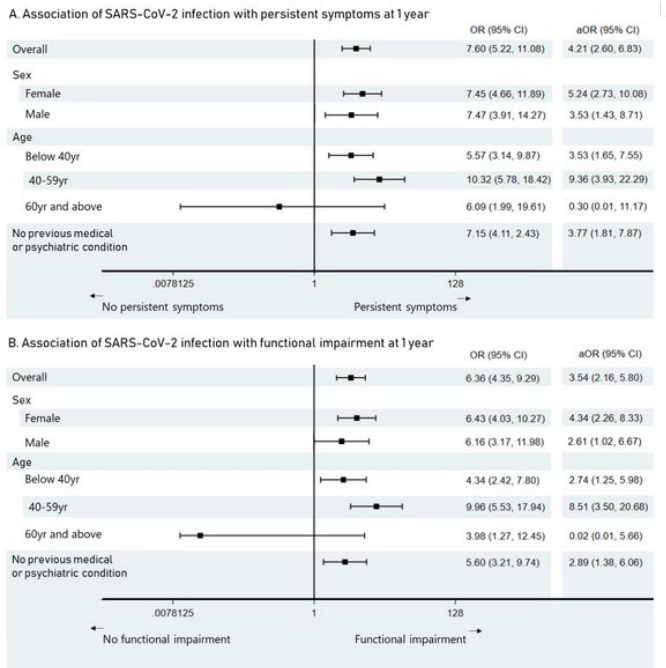 A. Association of SARS-CoV-2 infection with persistent symptoms at 1 year
OR (95% CI) aOR (95% CI)
Overall 7.60 (5.22, 11.08) 4.21 (2.60, 6.83)
Sex
Female 7.45 (4.66, 11.89) 5.24 (2.73, 10.08)
Male 7.47 (3.91, 14.27) 3.53 (1.43, 8.71)
Age
Below 40yr 5.57 (3.14, 9.87) 3.53 (1.65, 7.55)
40-59yr 10.32 (5.78, 18.42) 9.36 (3.93, 22.29)
60yr and above 6.09 (1.99, 19.61) 0.30 (0.01, 11.17)
No previous medical 7.15 (4.11, 2.43) 3.77 (1.81, 7.87)
or psychiatric condition
.0078125 1 128
No persistent symptoms Persistent symptoms
B. Association of SARS-CoV-2 infection with functional impairment at 1 year
OR (95% CI) aOR (95% CI)
Overall 6.36 (4.35, 9.29) 3.54 (2.16, 5.80)
Sex
Female 6.43 (4.03, 10.27) 4.34 (2.26, 8.33)
Male 6.16 (3.17, 11.98) 2.61 (1.02, 6.67)
Age
Below 40yr 4.34 (2.42, 7.80) 2.74 (1.25, 5.98)
40-59yr 9.96 (5.53, 17.94) 8.51 (3.50, 20.68)
60yr and above 3.98 (1.27, 12.45) 0.02 (0.01, 5.66)
No previous medical 5.60 (3.21, 9.74) 2.89 (1.38, 6.06)
or psychiatric condition
.0078125 1 128
No functional impairment Functional impairment